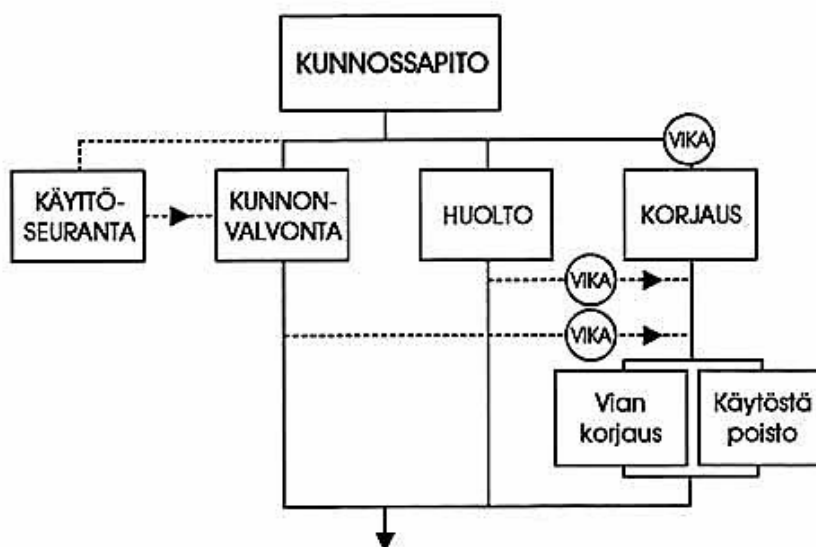 KUNNOSSAPITO
VIKA
KÄYTTÖ-
SEURANTA
KUNNON-
VALVONTA
HUOLTO
KORJAUS
VIKA
VIKA
Vian
korjaus
Käytöstä
poisto